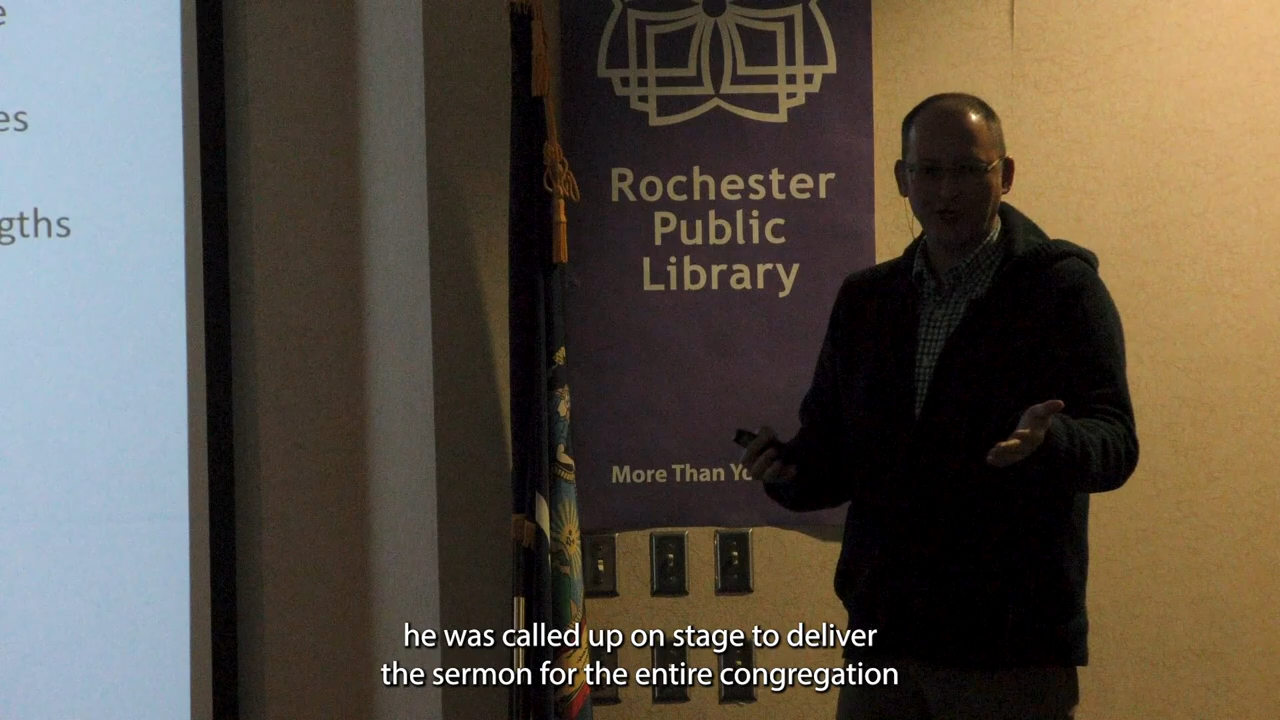 e
es
gths
Rochester
Public
Library
More Than Yo
he was called up on stage to deliver
the sermon for the entire congregation